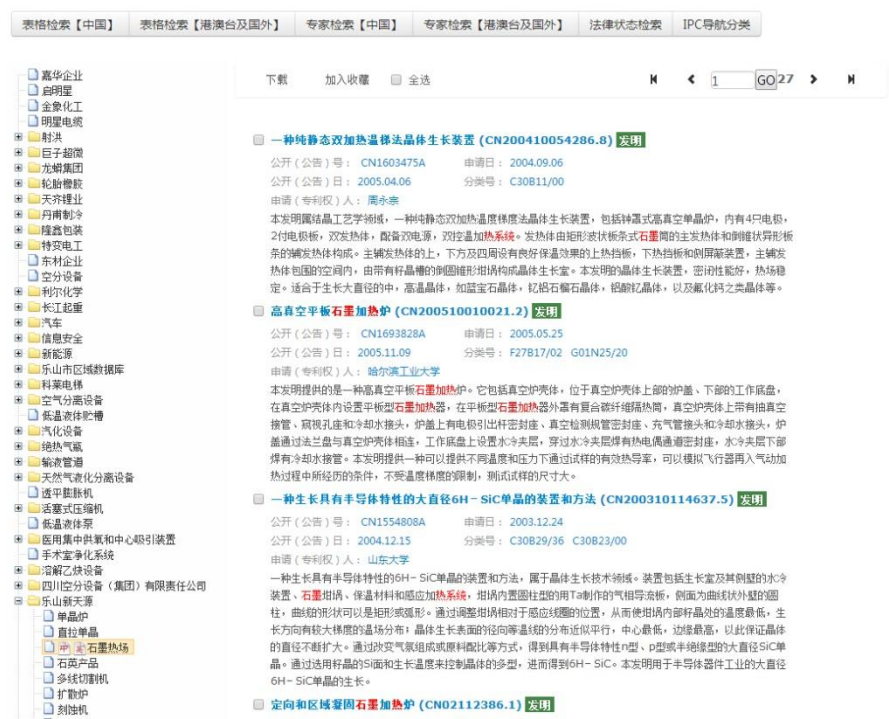 表格检索【中国】 表格检索【港澳台及国外】 专家检索【中国】 专家检索【港澳台及国外】 法律状态检索 IPC导航分类
嘉华企业
启明星
金象化工
明星电缆
射洪
巨子超微
龙蟒集团
轮胎橡胶
天齐锂业
丹甫制冷
隆鑫包装
特变电工
东材企业
空分设备
利尔化学
长江起重
汽车
信息安全
新能源
乐山市区域数据库
科莱电梯
空气分离设备
低温液体贮槽
汽化设备
绝热气瓶
输液管道
天然气液化分离设备
透平膨胀机
活塞式压缩机
低温液体泵
医用集中供氧和中心吸引装置
手术室净化系统
溶解乙炔设备
四川空分设备（集团）有限责任公司
乐山新天源
单晶炉
直拉单晶
石墨热场
石英产品
多线切割机
扩散炉
刻蚀机
下载 加入收藏 全选 1 GO 27
一种纯静态双加热温梯法晶体生长装置 (CN200410054286.8) 发明
公开（公告）号： CN1603475A 申请日： 2004.09.06
公开（公告）日： 2005.04.06 分类号： C30B11/00
申请（专利权）人： 周永宗
本发明属结晶工艺学领域，一种纯静态双加热温度梯度法晶体生长装置，包括钟罩式高真空单晶炉，内有4只电极，
2付电极板，双发热体，配备双电源，双控温加热系统。发热体由矩形波状板条式石墨筒的主发热体和倒锥状异形板
条的辅发热体构成。主辅发热体的上，下方及四周设有良好保温效果的上热挡板，下热挡板和侧屏蔽装置，主辅发
热体包围的空间内，由带有籽晶槽的倒圆锥形坩埚构成晶体生长室。本发明的晶体生长装置，密闭性能好，热场稳
定。适合于生长大直径的中，高温晶体，如蓝宝石晶体，钇铝石榴石晶体，铝酸钇晶体，以及氟化钙之类晶体等。
高真空平板石墨加热炉 (CN200510010021.2) 发明
公开（公告）号： CN1693828A 申请日： 2005.05.25
公开（公告）日： 2005.11.09 分类号： F27B17/02 G01N25/20
申请（专利权）人： 哈尔滨工业大学
本发明提供的是一种高真空平板石墨加热炉。它包括真空炉壳体，位于真空炉壳体上部的炉盖、下部的工作底盘，
在真空炉壳体内设置平板型石墨加热器，在平板型石墨加热器外罩有复合碳纤维隔热筒，真空炉壳体上带有抽真空
接管、窥视孔座和冷却水接头，炉盖上有电极引出杆密封座、真空检测规管密封座、充气管接头和冷却水接头，炉
盖通过法兰盘与真空炉壳体相连，工作底盘上设置水冷夹层，穿过水冷夹层焊有热电偶通道密封座，水冷夹层下部
焊有冷却水接管。本发明提供一种可以提供不同温度和压力下通过试样的有效热导率，可以模拟飞行器再入气动加
热过程中所经历的条件，不受温度梯度的限制，测试试样的尺寸大。
一种生长具有半导体特性的大直径6H－SiC单晶的装置和方法 (CN200310114637.5) 发明
公开（公告）号： CN1554808A 申请日： 2003.12.24
公开（公告）日： 2004.12.15 分类号： C30B29/36 C30B23/00
申请（专利权）人： 山东大学
一种生长具有半导体特性的6H－SiC单晶的装置和方法，属于晶体生长技术领域。装置包括生长室及其侧壁的水冷
装置、石墨坩埚、保温材料和感应加热系统，坩埚内置圆柱型的用Ta制作的气相导流板，侧面为曲线状外壁的圆
柱，曲线的形状可以是矩形或弧形。通过调整坩埚相对于感应线圈的位置，从而使坩埚内部籽晶处的温度最低，生
长方向有较大梯度的温场分布；晶体生长表面的径向等温线的分布近似平行，中心最低，边缘最高，以此保证晶体
的直径不断扩大。通过改变气氛组成或原料配比等方式，得到具有半导体特性n型、p型或半绝缘型的大直径SiC单
晶。通过选用籽晶的Si面和生长温度来控制晶体的多型，进而得到6H－SiC。本发明用于半导体器件工业的大直径
6H－SiC单晶的生长。
定向和区域凝固石墨加热炉 (CN02112386.1) 发明